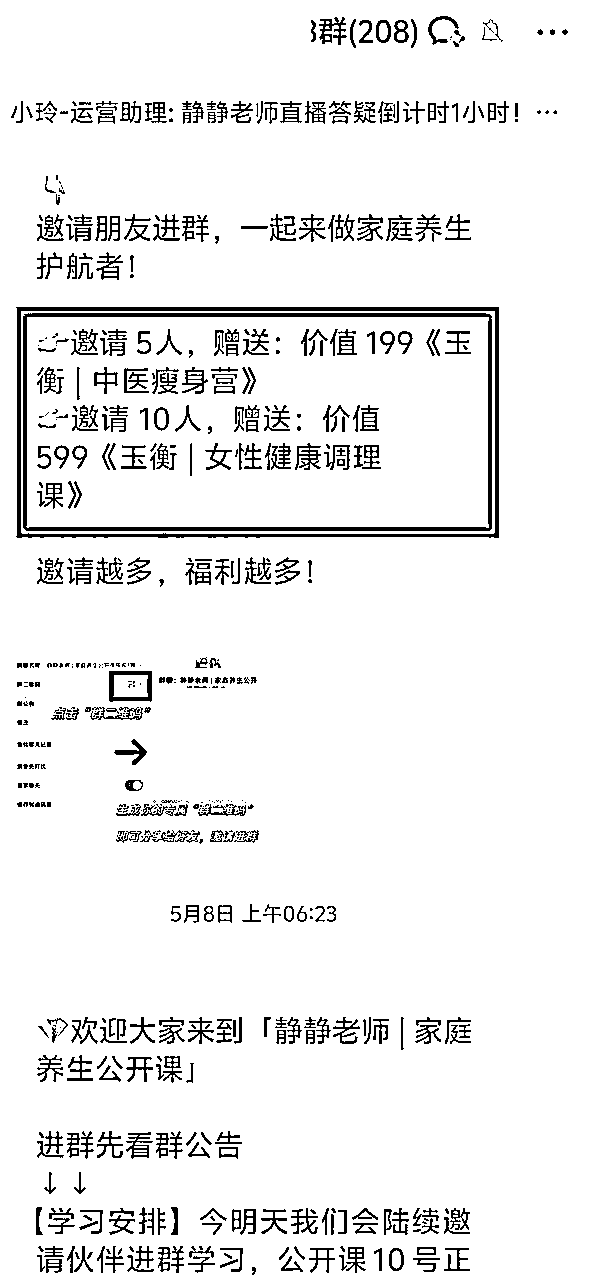 群(208)
小玲-运营助理: 静静老师直播答疑倒计时1小时！…
邀请朋友进群，一起来做家庭养生
护航者！
邀请 5人，赠送：价值 199《玉
衡 | 中医瘦身营》
邀请 10人，赠送：价值
599《玉衡 | 女性健康调理
课》
邀请越多，福利越多！
点击“群二维码”
生成你的专属“群二维码”
即可分享给好友，邀请进群
5月8日 上午06:23
欢迎大家来到「静静老师 | 家庭
养生公开课」
进群先看群公告
↓ ↓
【学习安排】今明天我们会陆续邀
请伙伴进群学习，公开课10 号正